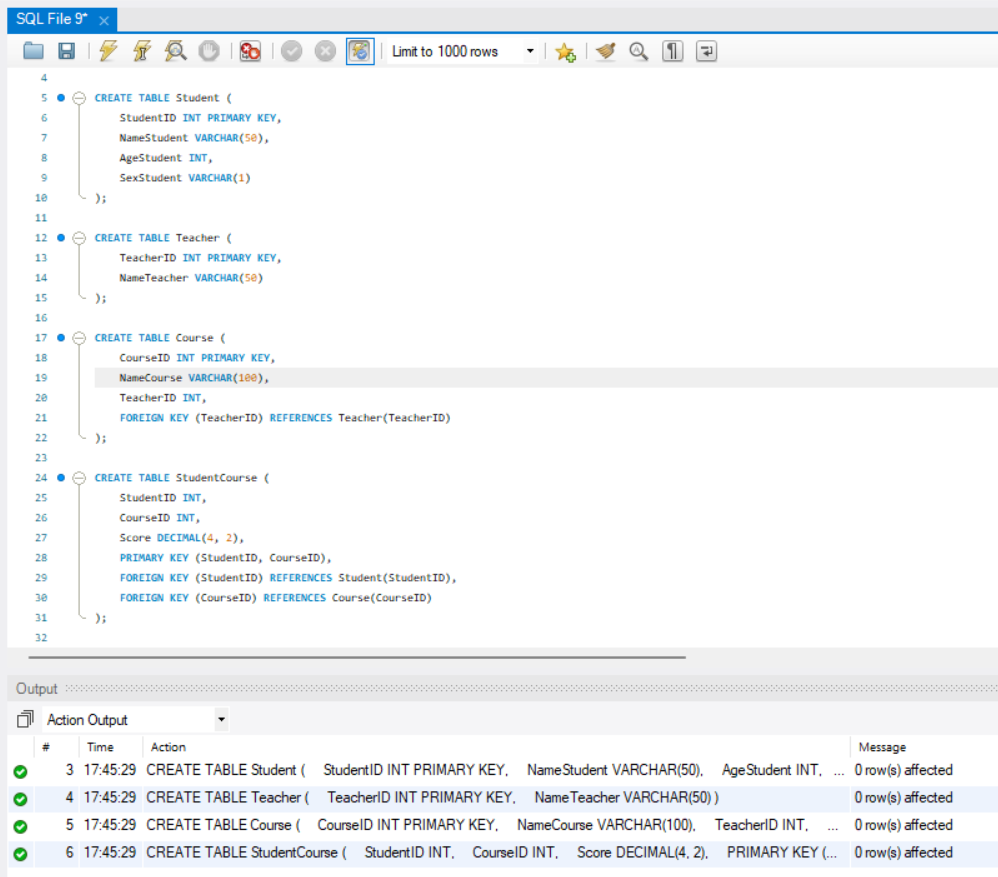 SQL File 9*
Limit to 1000 rows
4
5 CREATE TABLE Student (
6 StudentID INT PRIMARY KEY,
7 NameStudent VARCHAR(50),
8 AgeStudent INT,
9 SexStudent VARCHAR(1)
10 );
11
12 CREATE TABLE Teacher (
13 TeacherID INT PRIMARY KEY,
14 NameTeacher VARCHAR(50)
15 );
16
17 CREATE TABLE Course (
18 CourseID INT PRIMARY KEY,
19 NameCourse VARCHAR(100),
20 TeacherID INT,
21 FOREIGN KEY (TeacherID) REFERENCES Teacher(TeacherID)
22 );
23
24 CREATE TABLE StudentCourse (
25 StudentID INT,
26 CourseID INT,
27 Score DECIMAL(4, 2),
28 PRIMARY KEY (StudentID, CourseID),
29 FOREIGN KEY (StudentID) REFERENCES Student(StudentID),
30 FOREIGN KEY (CourseID) REFERENCES Course(CourseID)
31 );
32
Output
Action Output
# Time Action Message
3 17:45:29 CREATE TABLE Student ( StudentID INT PRIMARY KEY, NameStudent VARCHAR(50), AgeStudent INT, ... 0 row(s) affected
4 17:45:29 CREATE TABLE Teacher ( TeacherID INT PRIMARY KEY, NameTeacher VARCHAR(50) ) 0 row(s) affected
5 17:45:29 CREATE TABLE Course ( CourseID INT PRIMARY KEY, NameCourse VARCHAR(100), TeacherID INT, ... 0 row(s) affected
6 17:45:29 CREATE TABLE StudentCourse ( StudentID INT, CourseID INT, Score DECIMAL(4, 2), PRIMARY KEY (... 0 row(s) affected